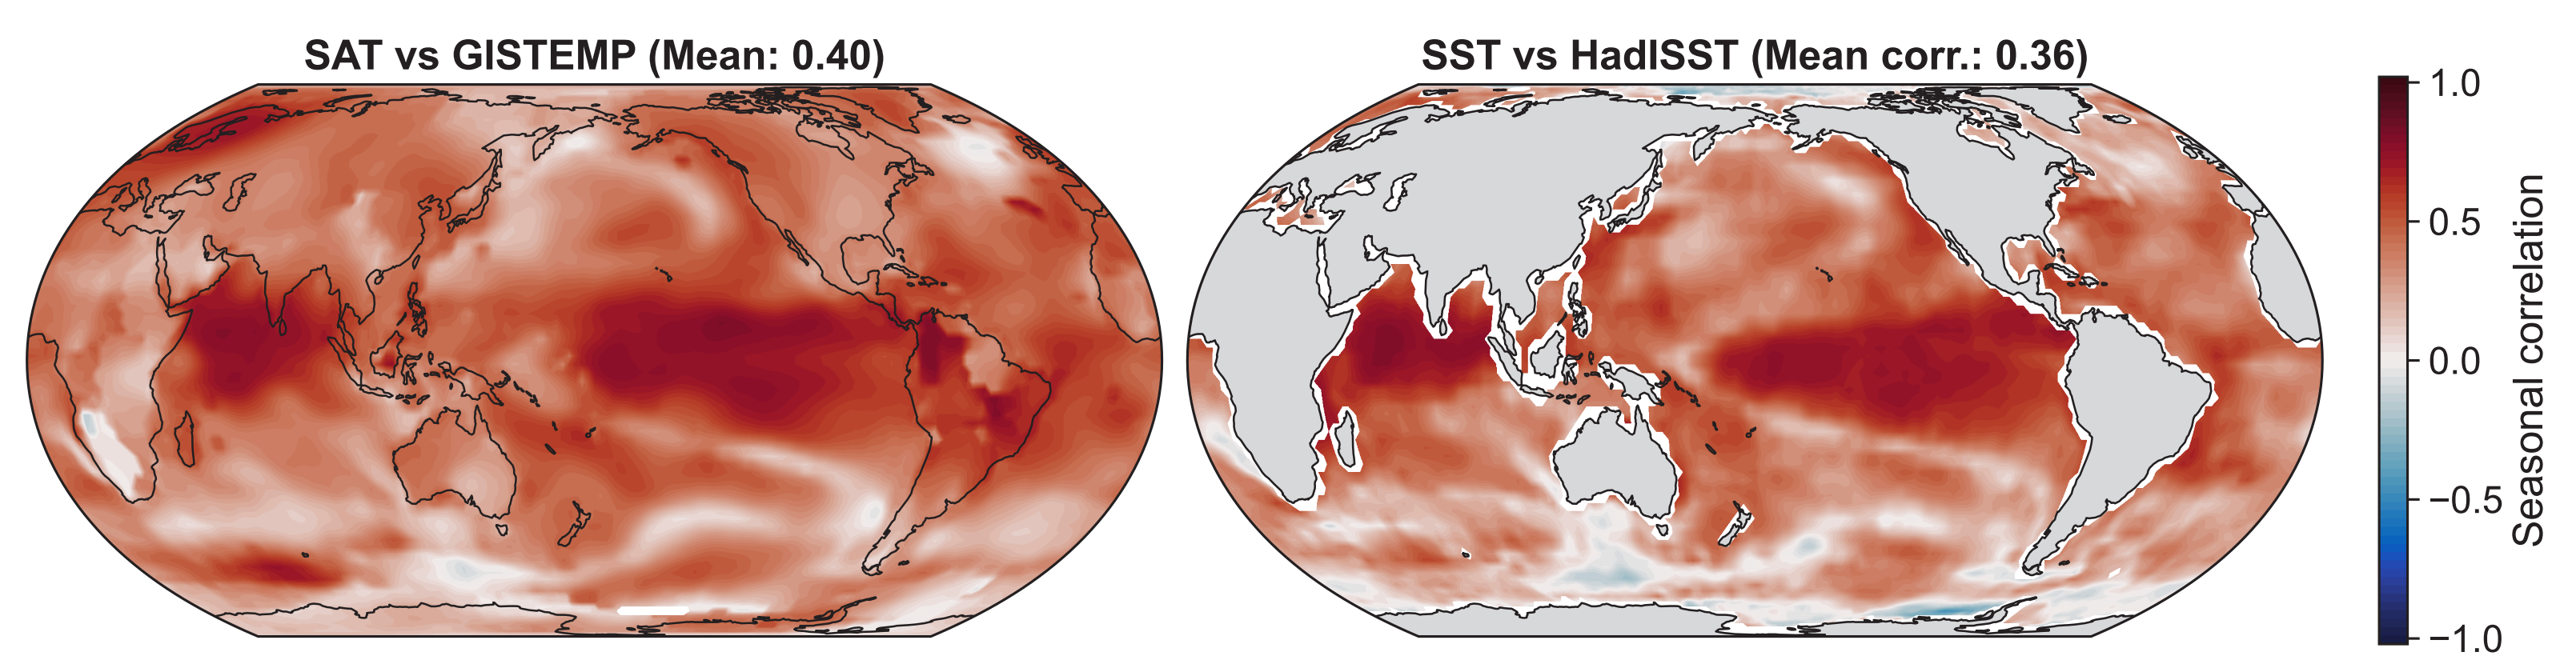 SAT vs GISTEMP (Mean: 0.40)
SST vs HadISST (Mean corr.: 0.36)
1.0
0.5
0.0
−0.5
−1.0
Seasonal correlation